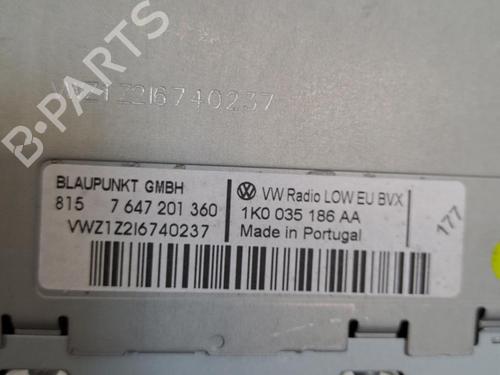 VWZ1Z2I6740237
B-PARTS
BLAUPUNKT GMBH
815 7 647 201 360
VWZ1Z2I6740237
VW Radio LOW EU BVX
1K0 035 186 AA
Made in Portugal
177